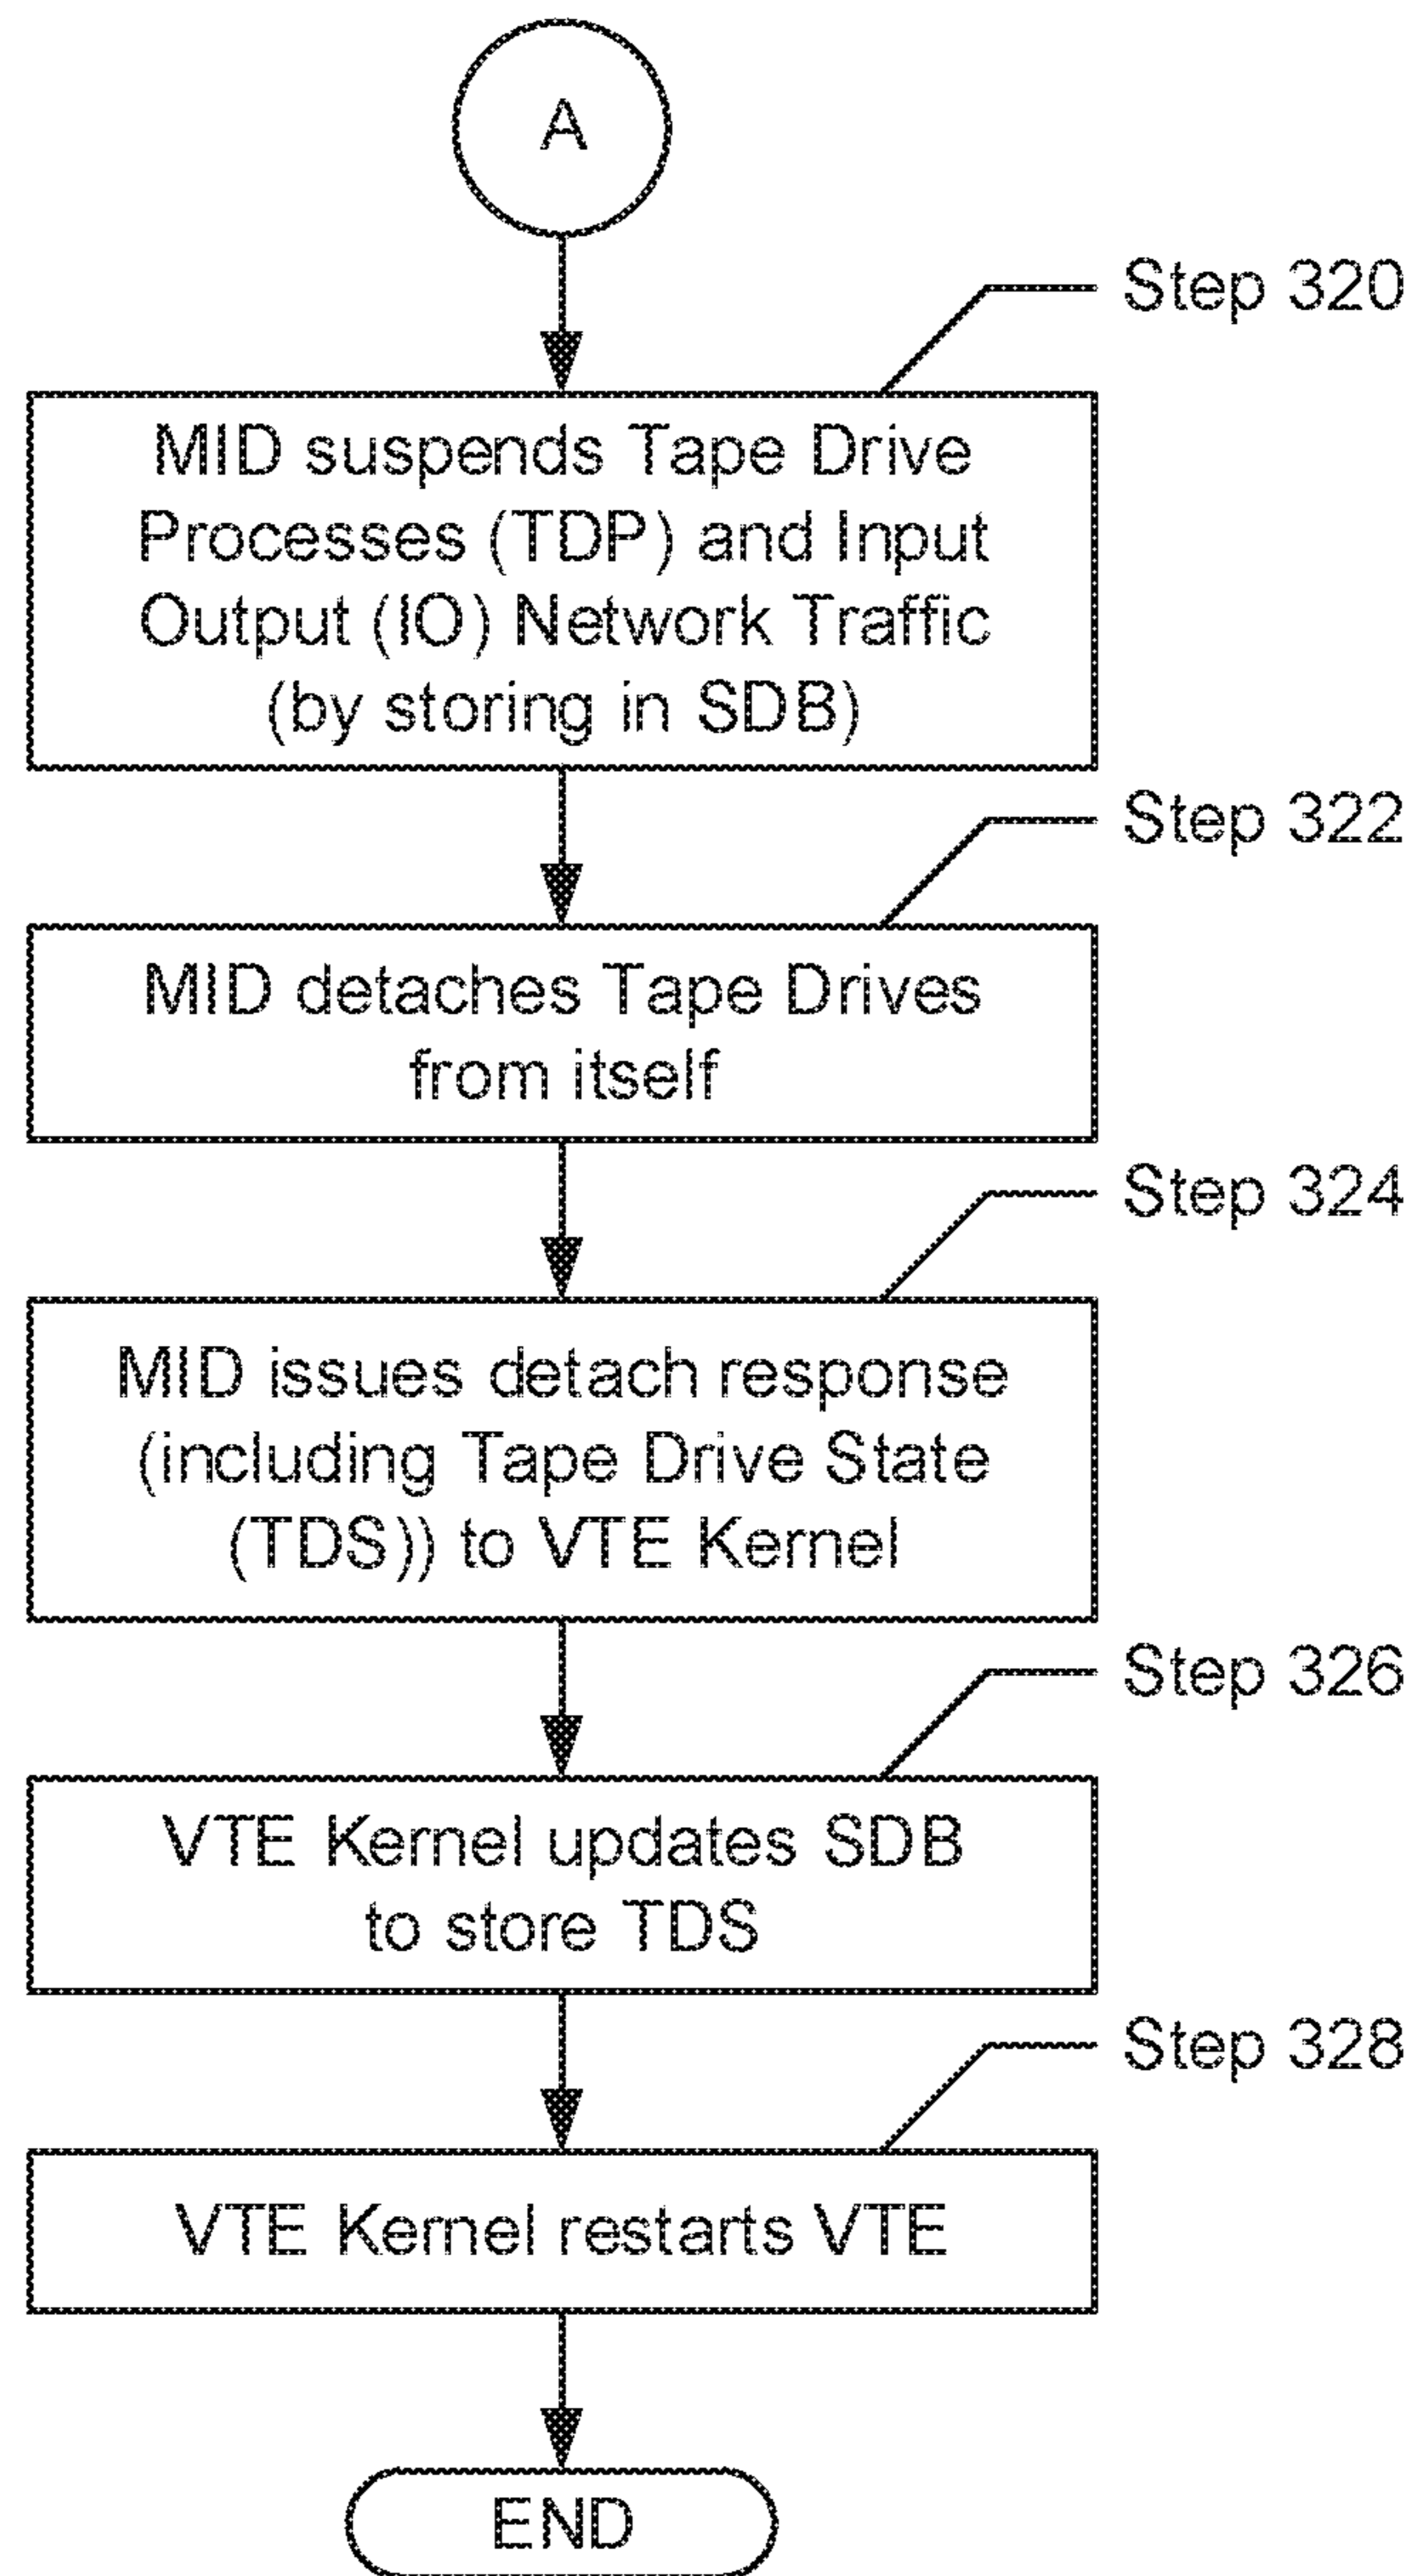 A
Step 320
MID suspends Tape Drive
Processes (TDP) and Input
Output (IO) Network Traffic
(by storing in SDB)
Step 322
MID detaches Tape Drives
from itself
Step 324
MID issues detach response
(including Tape Drive State
(TDS)) to VTE Kernel
Step 326
VTE Kernel updates SDB
to store TDS
Step 328
VTE Kernel restarts VTE
END